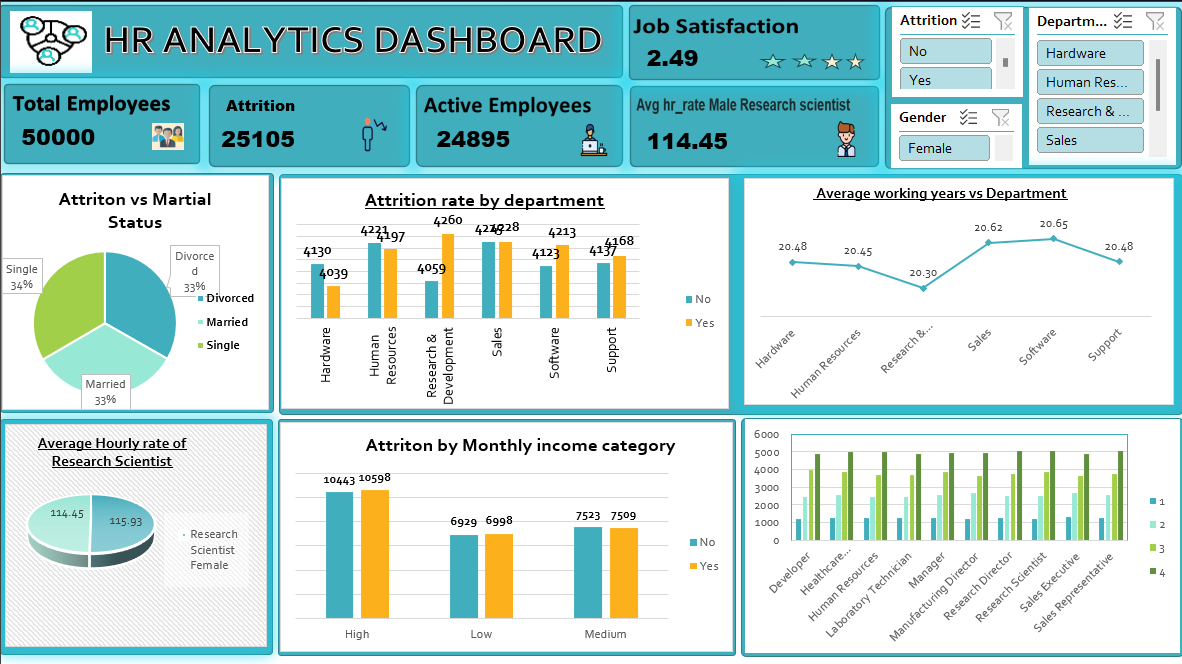 HR ANALYTICS DASHBOARD
Job Satisfaction
2.49
Attrition
No
Yes
Departm...
Hardware
Human Res...
Research & ...
Sales
Gender
Female
Total Employees
50000
Attrition
25105
Active Employees
24895
Avg hr_rate Male Research scientist
114.45
Attriton vs Martial
Status
Single
34%
Divorce
d
33%
Married
33%
Divorced
Married
Single
Attrition rate by department
4130
4039
4221
4197
4059
4260
4228
4123
4213
4137
4168
Hardware
Human
Resources
Research &
Development
Sales
Software
Support
No
Yes
Average working years vs Department
20.48
20.45
20.30
20.62
20.65
20.48
Hardware
Human Resources
Research &...
Sales
Software
Support
Average Hourly rate of
Research Scientist
114.45
115.93
Research
Scientist
Female
Attriton by Monthly income category
10443
10598
6929
6998
7523
7509
High
Low
Medium
No
Yes
6000
5000
4000
3000
2000
1000
0
Developer
Healthcare...
Human Resources
Laboratory Technician
Manager
Manufacturing Director
Research Director
Research Scientist
Sales Executive
Sales Representative
1
2
3
4